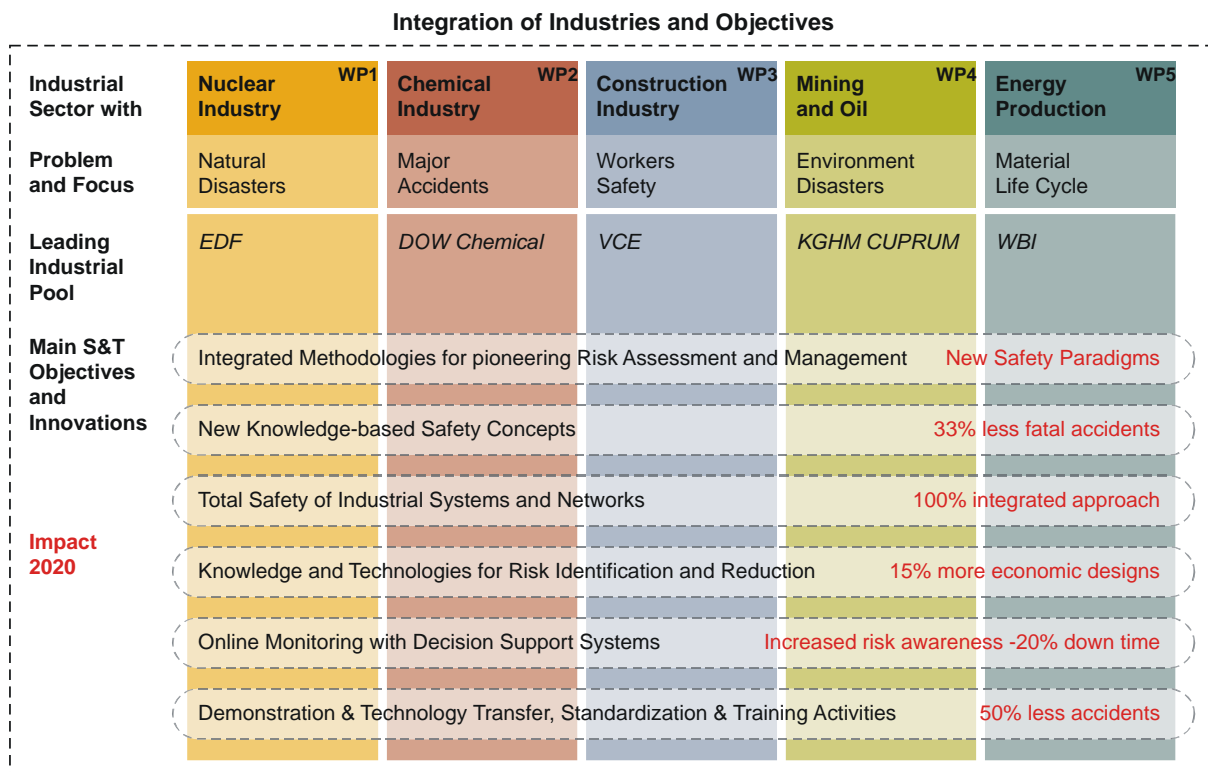 Integration of Industries and Objectives
Industrial
Sector with
Nuclear
Industry
WP1
Chemical
Industry
WP2
Construction
Industry
WP3
Mining
and Oil
WP4
Energy
Production
WP5
Problem
and Focus
Natural
Disasters
Major
Accidents
Workers
Safety
Environment
Disasters
Material
Life Cycle
Leading
Industrial
Pool
EDF
DOW Chemical
VCE
KGHM CUPRUM
WBI
Main S&T
Objectives
and
Innovations
Integrated Methodologies for pioneering Risk Assessment and Management New Safety Paradigms
New Knowledge-based Safety Concepts 33% less fatal accidents
Total Safety of Industrial Systems and Networks 100% integrated approach
Impact
2020
Knowledge and Technologies for Risk Identification and Reduction 15% more economic designs
Online Monitoring with Decision Support Systems Increased risk awareness -20% down time
Demonstration & Technology Transfer, Standardization & Training Activities 50% less accidents